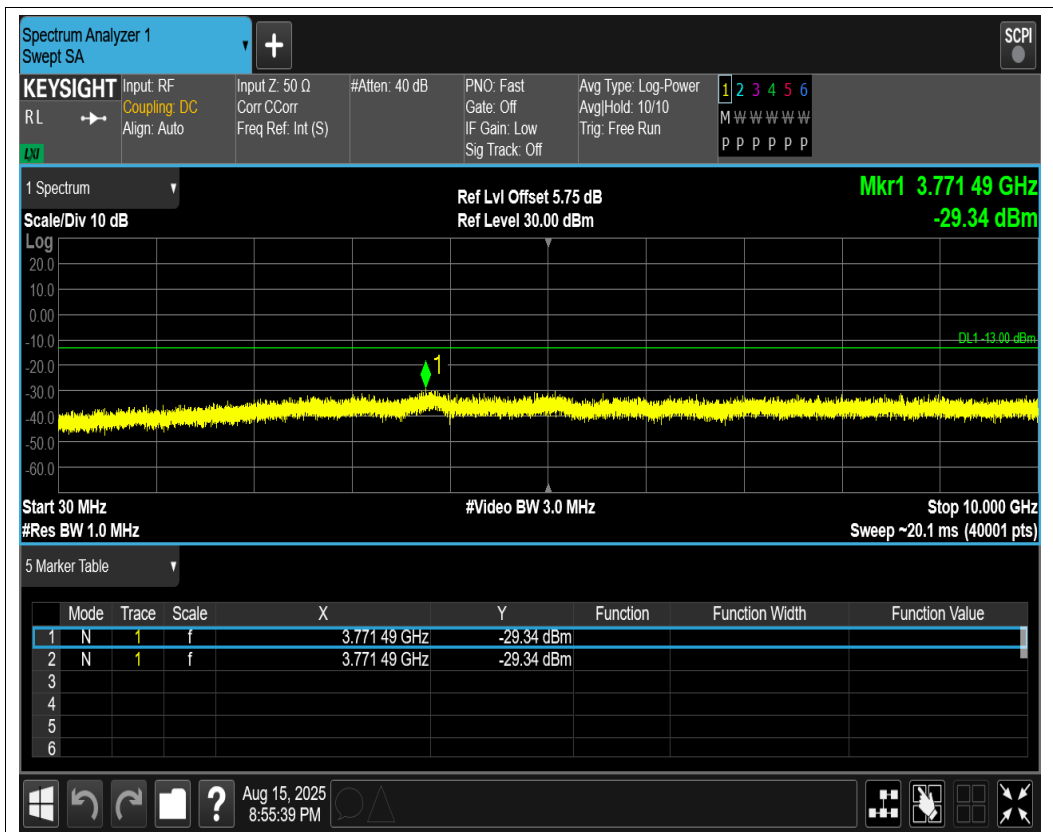 Spectrum Analyzer 1
Swept SA
+
SCPI
KEYSIGHT
RL
LXI
Input: RF
Coupling: DC
Align: Auto
Input Z: 50 Ω
Corr CCorr
Freq Ref: Int (S)
#Atten: 40 dB
PNO: Fast
Gate: Off
IF Gain: Low
Sig Track: Off
Avg Type: Log-Power
Avg|Hold: 10/10
Trig: Free Run
1 2 3 4 5 6
M W W W W W
P P P P P P
1 Spectrum
Scale/Div 10 dB
Ref Lvl Offset 5.75 dB
Ref Level 30.00 dBm
Mkr1 3.771 49 GHz
-29.34 dBm
Log
20.0
10.0
0.00
-10.0
-20.0
-30.0
-40.0
-50.0
-60.0
DL1 -13.00 dBm
1
Start 30 MHz
#Res BW 1.0 MHz
#Video BW 3.0 MHz
Stop 10.000 GHz
Sweep ~20.1 ms (40001 pts)
5 Marker Table
Mode Trace Scale X Y Function Function Width Function Value
1 N 1 f 3.771 49 GHz -29.34 dBm
2 N 1 f 3.771 49 GHz -29.34 dBm
3
4
5
6
?
Aug 15, 2025
8:55:39 PM